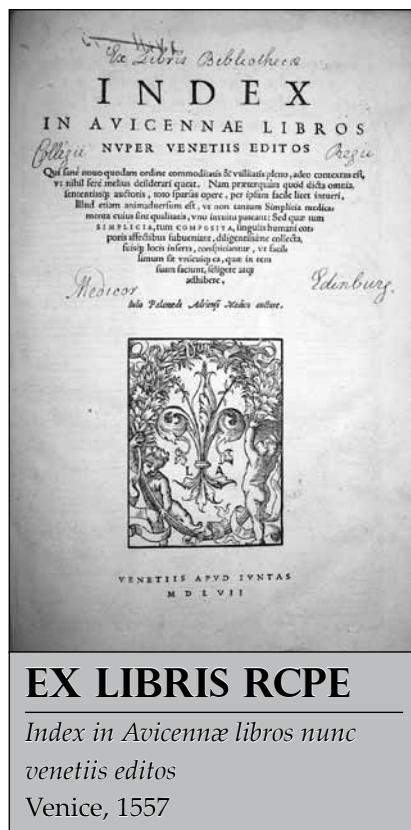 Ex Libris Bibliothecæ
INDEX
IN AVICENNAE LIBROS
NVPER VENETIIS EDITOS
Collegii Regii
Qui sanè nouo quodam ordine commoditatis & vtilitatis pleno, adeo contextus est,
vt nihil ferè melius desiderari queat. Nam præterquàm quòd dicta omnia,
sententiasq; auctoris, toto sparsas opere, per ipsum facile licet intueri,
Illud etiam animaduersum est, vt non tantum Simplicia medica
menta cuius sint qualitatis, vno intuitu pateant: Sed quæ tum
SIMPLICIA, tum COMPOSITA, singulis humani cor
poris affectibus subueniant, diligentissime collecta,
suisq; locis inserta, conspiciantur, vt facil
limum sit vnicuiq; ea, quæ in rem
suam faciunt, seligere atq;
adhibere.
Medicor Edinburg.
Iulio Palamede Adriensi Medico auctore.
L A
VENETIIS APVD IVNTAS
M D L V I I
EX LIBRIS RCPE
Index in Avicennæ libros nunc
venetiis editos
Venice, 1557